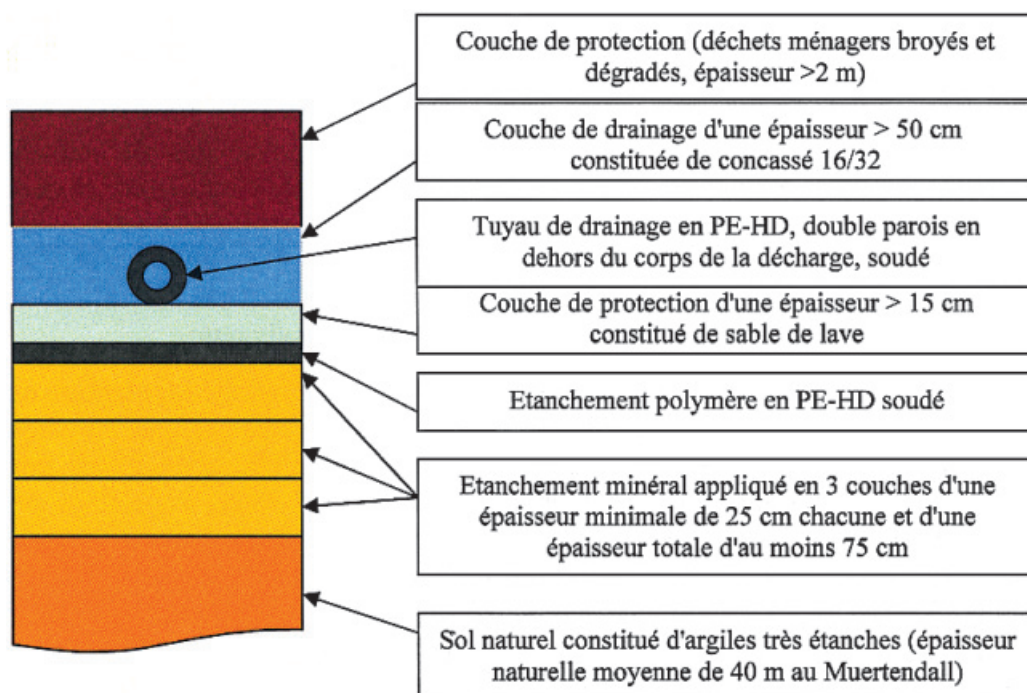 Couche de protection (déchets ménagers broyés et
dégradés, épaisseur >2 m)
Couche de drainage d'une épaisseur > 50 cm
constituée de concassé 16/32
Tuyau de drainage en PE-HD, double parois en
dehors du corps de la décharge, soudé
Couche de protection d'une épaisseur > 15 cm
constitué de sable de lave
Etanchement polymère en PE-HD soudé
Etanchement minéral appliqué en 3 couches d'une
épaisseur minimale de 25 cm chacune et d'une
épaisseur totale d'au moins 75 cm
Sol naturel constitué d'argiles très étanches (épaisseur
naturelle moyenne de 40 m au Muertendall)